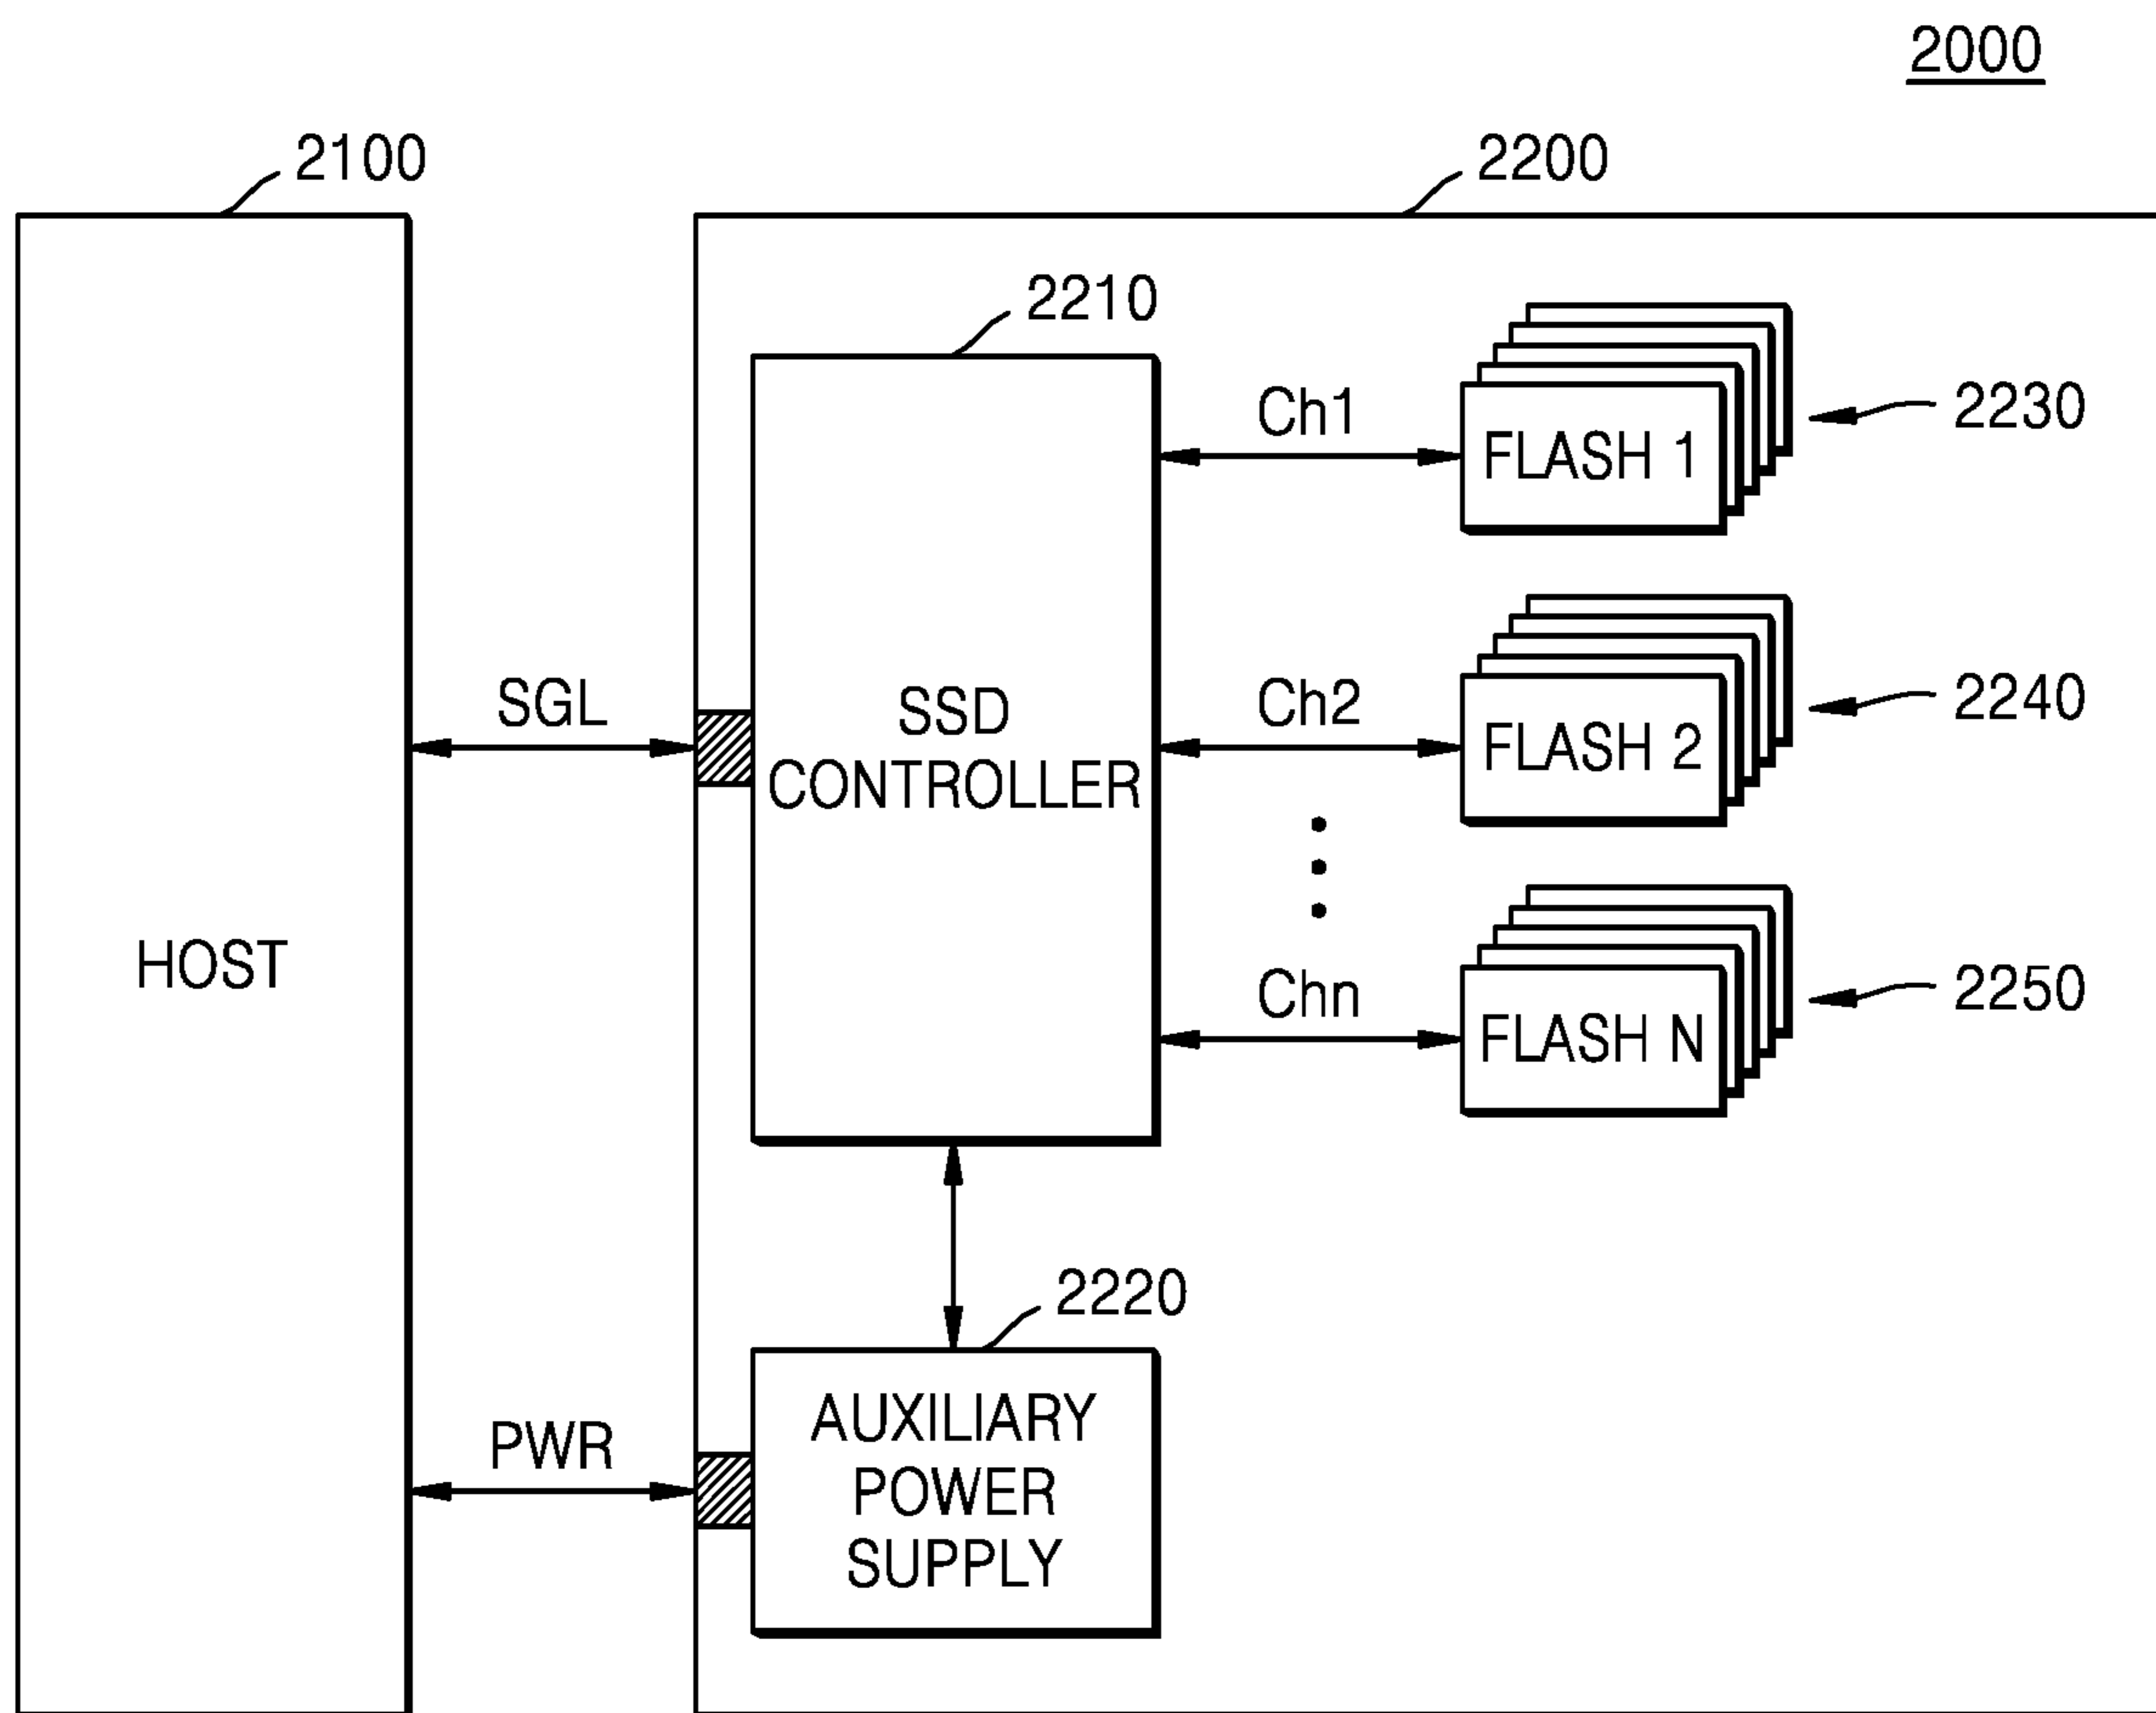 2000
2100
2200
2210
Ch1
FLASH 1
2230
SGL
SSD
CONTROLLER
Ch2
FLASH 2
2240
HOST
Chn
FLASH N
2250
2220
PWR
AUXILIARY
POWER
SUPPLY